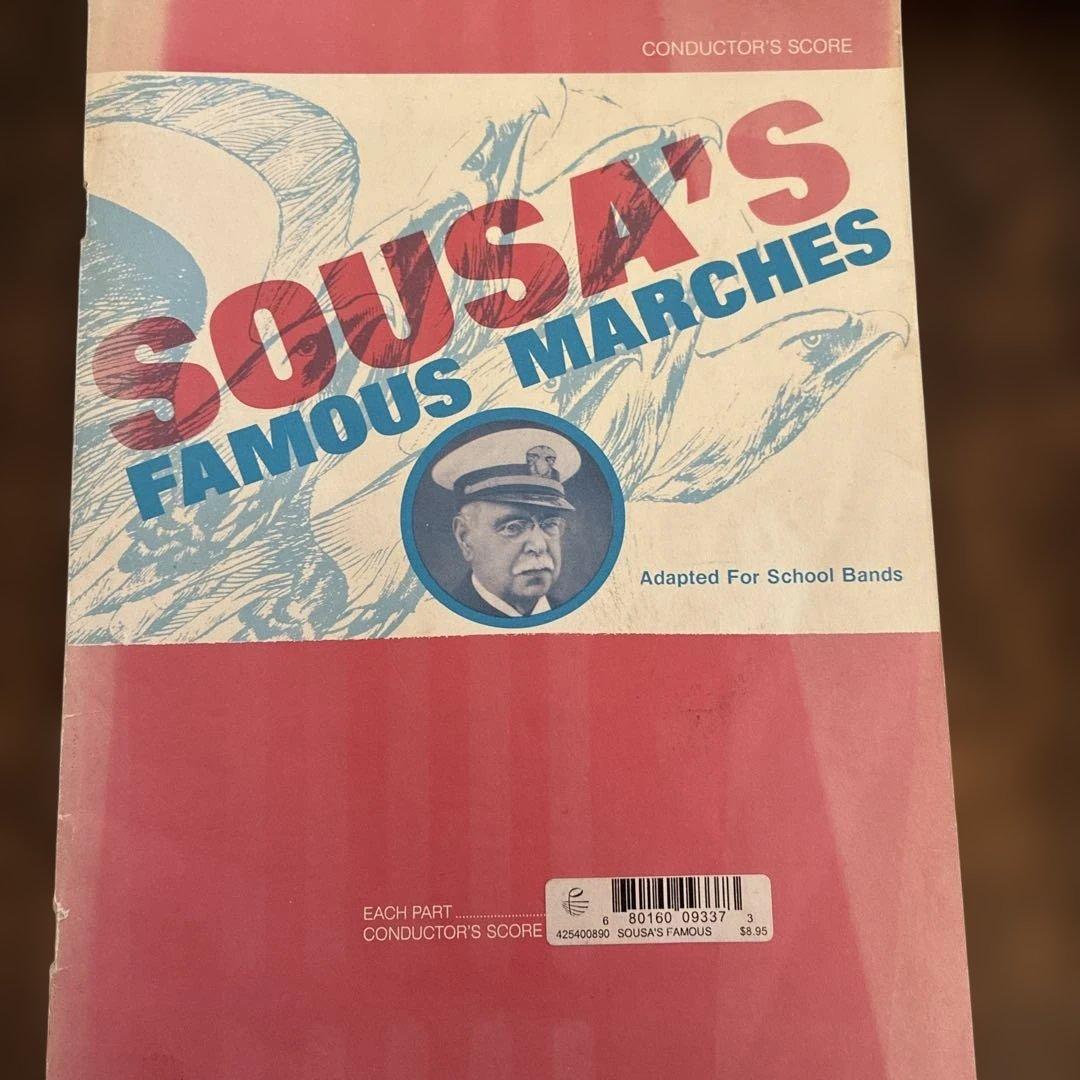 CONDUCTOR'S SCORE
SOUSA'S
FAMOUS MARCHES
Adapted For School Bands
EACH PART ........................
CONDUCTOR'S SCORE
6 80160 09337 3
425400890 SOUSA'S FAMOUS $8.95